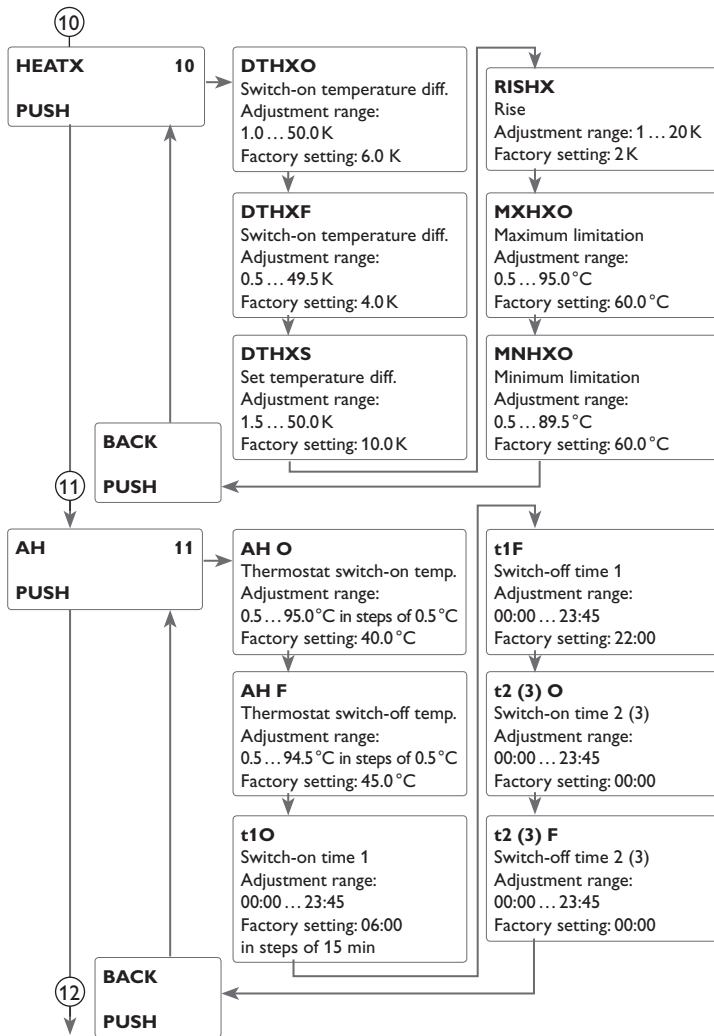 10
HEATX 10
PUSH
DTHXO
Switch-on temperature diff.
Adjustment range:
1.0 … 50.0 K
Factory setting: 6.0 K
DTHXF
Switch-on temperature diff.
Adjustment range:
0.5 … 49.5 K
Factory setting: 4.0 K
DTHXS
Set temperature diff.
Adjustment range:
1.5 … 50.0 K
Factory setting: 10.0 K
RISHX
Rise
Adjustment range: 1 … 20 K
Factory setting: 2 K
MXHXO
Maximum limitation
Adjustment range:
0.5 … 95.0 °C
Factory setting: 60.0 °C
MNHXO
Minimum limitation
Adjustment range:
0.5 … 89.5 °C
Factory setting: 60.0 °C
BACK
PUSH
11
AH 11
PUSH
AH O
Thermostat switch-on temp.
Adjustment range:
0.5 … 95.0 °C in steps of 0.5 °C
Factory setting: 40.0 °C
AH F
Thermostat switch-off temp.
Adjustment range:
0.5 … 94.5 °C in steps of 0.5 °C
Factory setting: 45.0 °C
t1O
Switch-on time 1
Adjustment range:
00:00 … 23:45
Factory setting: 06:00
in steps of 15 min
t1F
Switch-off time 1
Adjustment range:
00:00 … 23:45
Factory setting: 22:00
t2 (3) O
Switch-on time 2 (3)
Adjustment range:
00:00 … 23:45
Factory setting: 00:00
t2 (3) F
Switch-off time 2 (3)
Adjustment range:
00:00 … 23:45
Factory setting: 00:00
BACK
PUSH
12